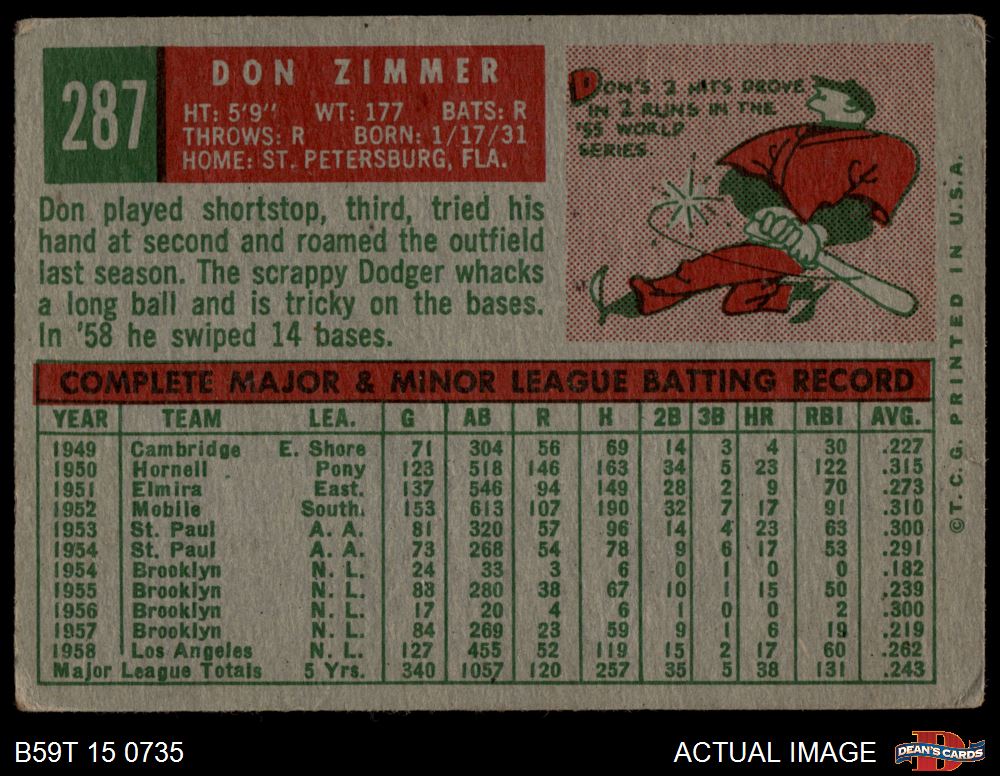 287
DON ZIMMER
HT: 5'9" WT: 177 BATS: R
THROWS: R BORN: 1/17/31
HOME: ST. PETERSBURG, FLA.
DON'S 2 HITS DROVE
IN 2 RUNS IN THE
'55 WORLD
SERIES.
Don played shortstop, third, tried his
hand at second and roamed the outfield
last season. The scrappy Dodger whacks
a long ball and is tricky on the bases.
In '58 he swiped 14 bases.
COMPLETE MAJOR & MINOR LEAGUE BATTING RECORD
YEAR TEAM LEA. G AB R H 2B 3B HR RBI AVG.
1949 Cambridge E. Shore 71 304 56 69 14 3 4 30 .227
1950 Hornell Pony 123 518 146 163 34 5 23 122 .315
1951 Elmira East. 137 546 94 149 28 2 9 70 .273
1952 Mobile South. 153 613 107 190 32 7 17 91 .310
1953 St. Paul A. A. 81 320 57 96 14 4 23 63 .300
1954 St. Paul A. A. 73 268 54 78 9 6 17 53 .291
1954 Brooklyn N. L. 24 33 3 6 0 1 0 0 .182
1955 Brooklyn N. L. 88 280 38 67 10 1 15 50 .239
1956 Brooklyn N. L. 17 20 4 6 1 0 0 2 .300
1957 Brooklyn N. L. 84 269 23 59 9 1 6 19 .219
1958 Los Angeles N. L. 127 455 52 119 15 2 17 60 .262
Major League Totals 5 Yrs. 340 1057 120 257 35 5 38 131 .243
©T.C.G. PRINTED IN U.S.A.
B59T 15 0735
ACTUAL IMAGE
DEAN'S CARDS